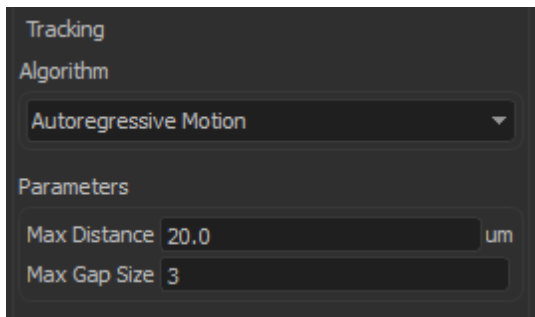 Tracking
Algorithm
Autoregressive Motion
Parameters
Max Distance 20.0 um
Max Gap Size 3